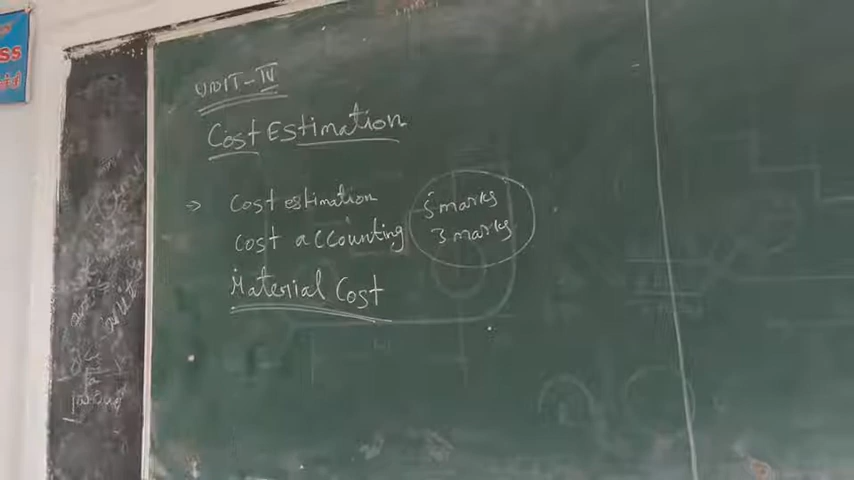 UNIT-IV
Cost Estimation
→ Cost estimation
Cost accounting
Material Cost
5 marks
3 marks